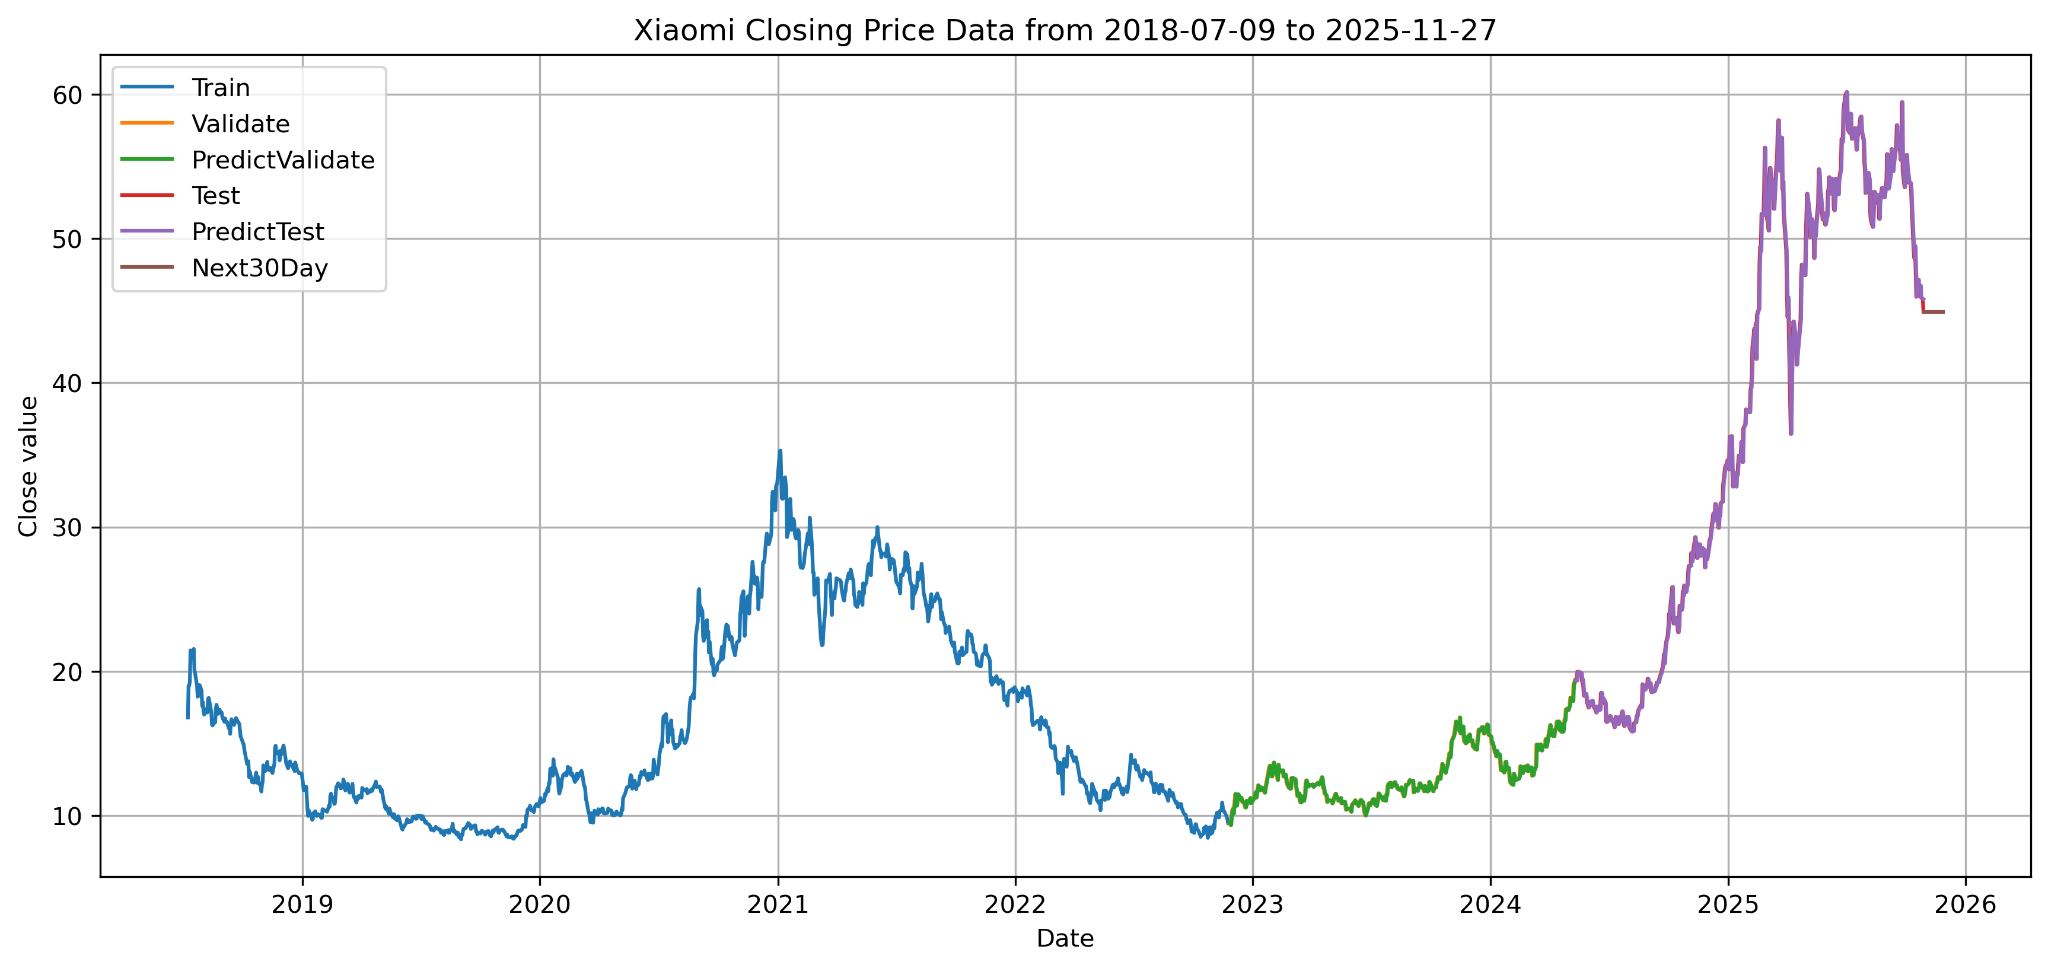 Xiaomi Closing Price Data from 2018-07-09 to 2025-11-27
Train
Validate
PredictValidate
Test
PredictTest
Next30Day
60
50
40
30
20
10
Close value
2019
2020
2021
2022
2023
2024
2025
2026
Date